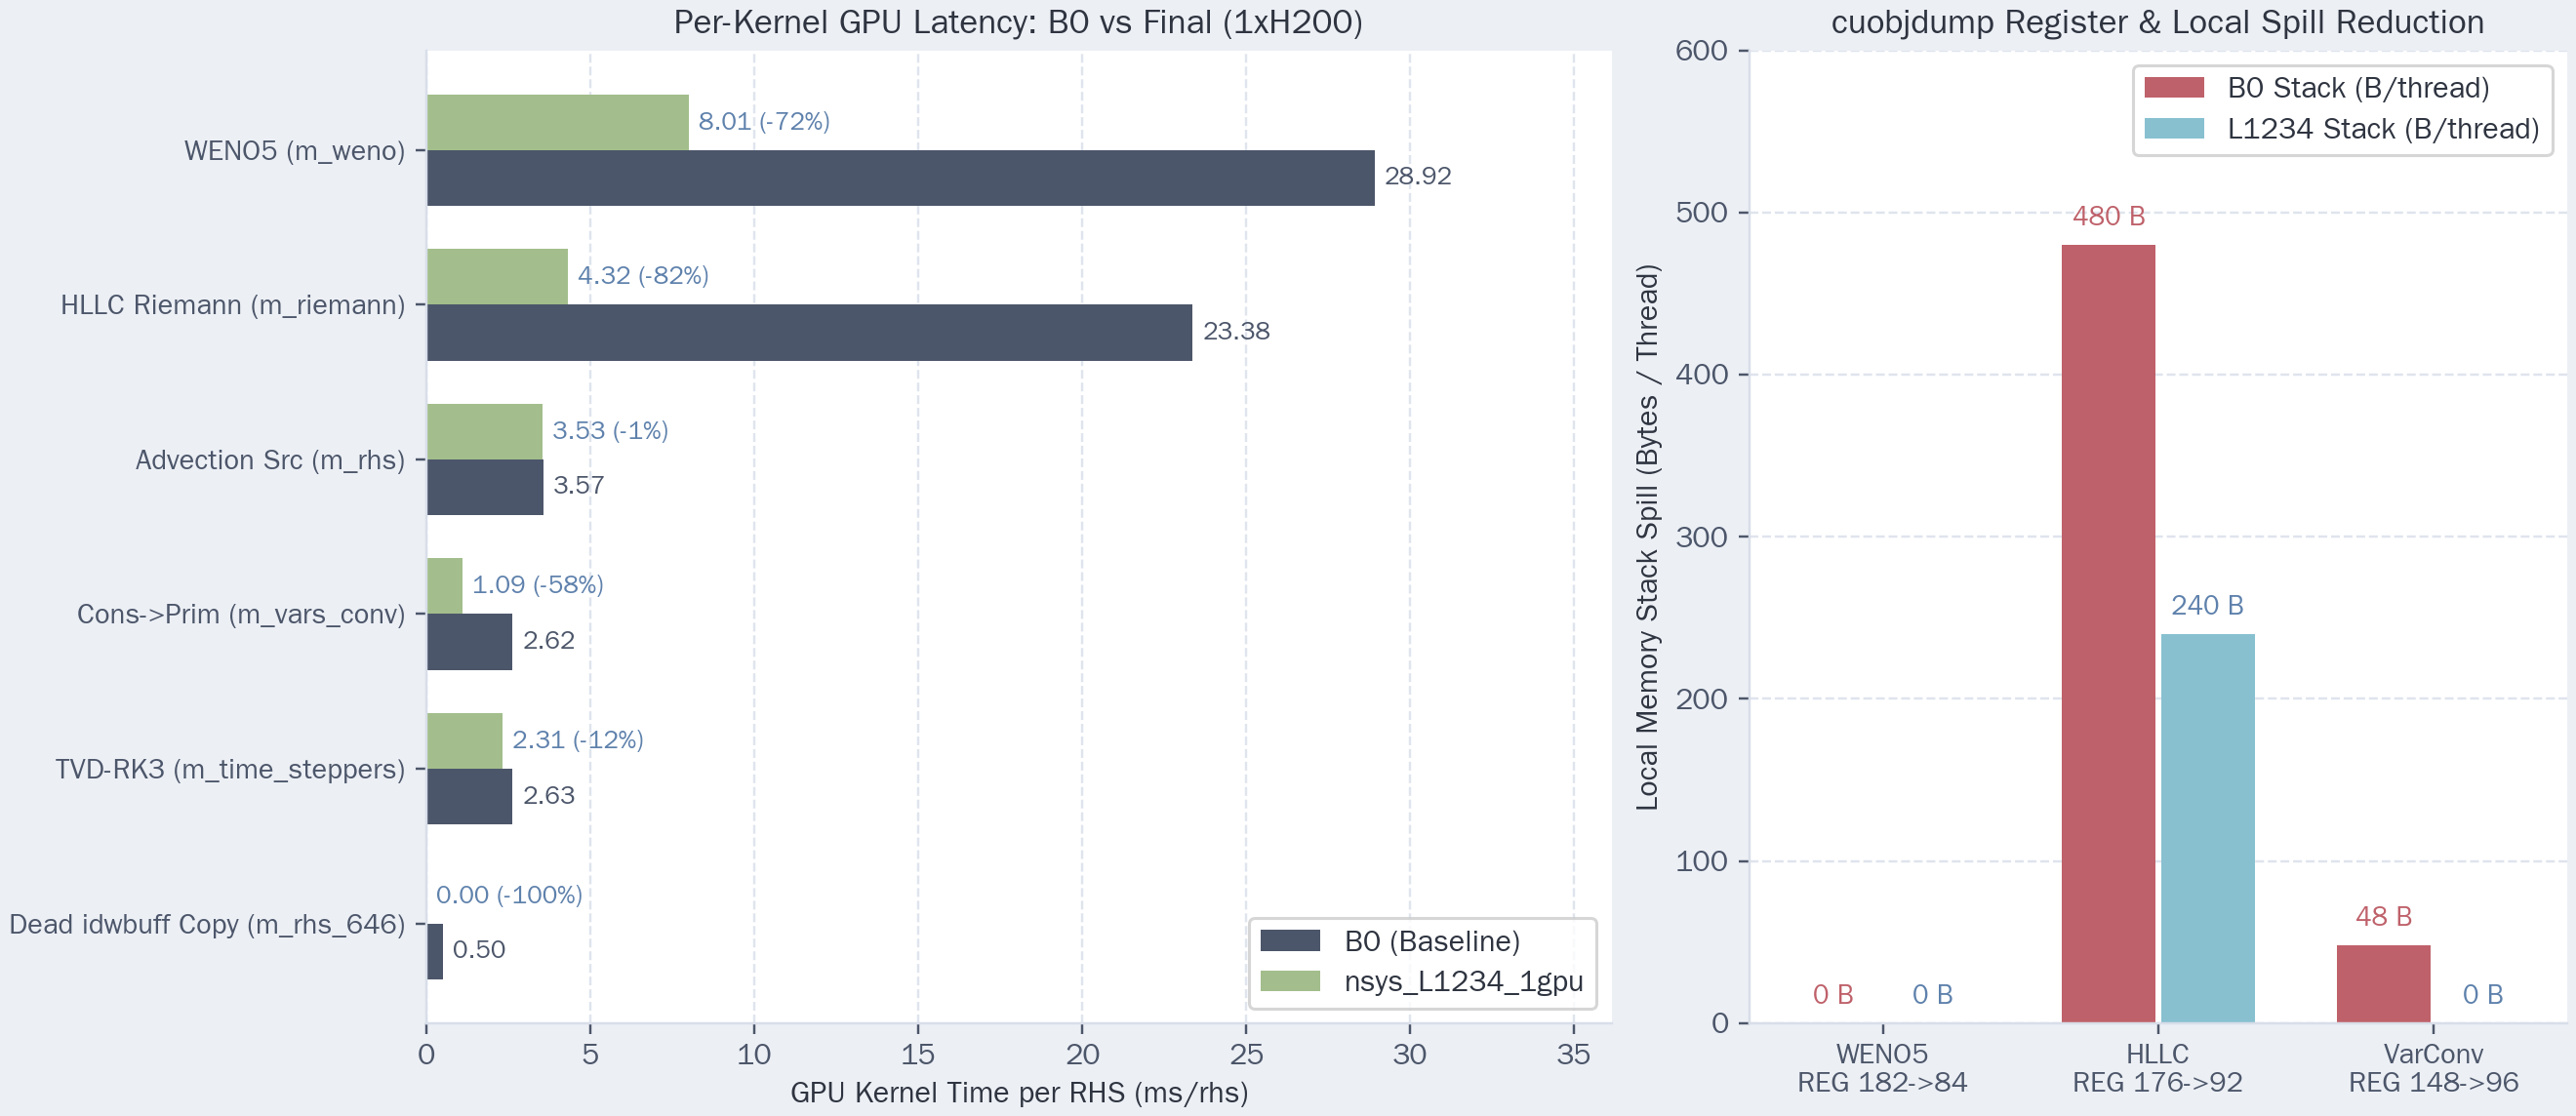 Per-Kernel GPU Latency: B0 vs Final (1xH200)
WENO5 (m_weno)
8.01 (-72%)
28.92
HLLC Riemann (m_riemann)
4.32 (-82%)
23.38
Advection Src (m_rhs)
3.53 (-1%)
3.57
Cons->Prim (m_vars_conv)
1.09 (-58%)
2.62
TVD-RK3 (m_time_steppers)
2.31 (-12%)
2.63
Dead idwbuff Copy (m_rhs_646)
0.00 (-100%)
0.50
B0 (Baseline)
nsys_L1234_1gpu
0 5 10 15 20 25 30 35
GPU Kernel Time per RHS (ms/rhs)
cuobjdump Register & Local Spill Reduction
B0 Stack (B/thread)
L1234 Stack (B/thread)
Local Memory Stack Spill (Bytes / Thread)
600
500
400
300
200
100
0
480 B
240 B
48 B
0 B
0 B
0 B
WENO5
REG 182->84
HLLC
REG 176->92
VarConv
REG 148->96